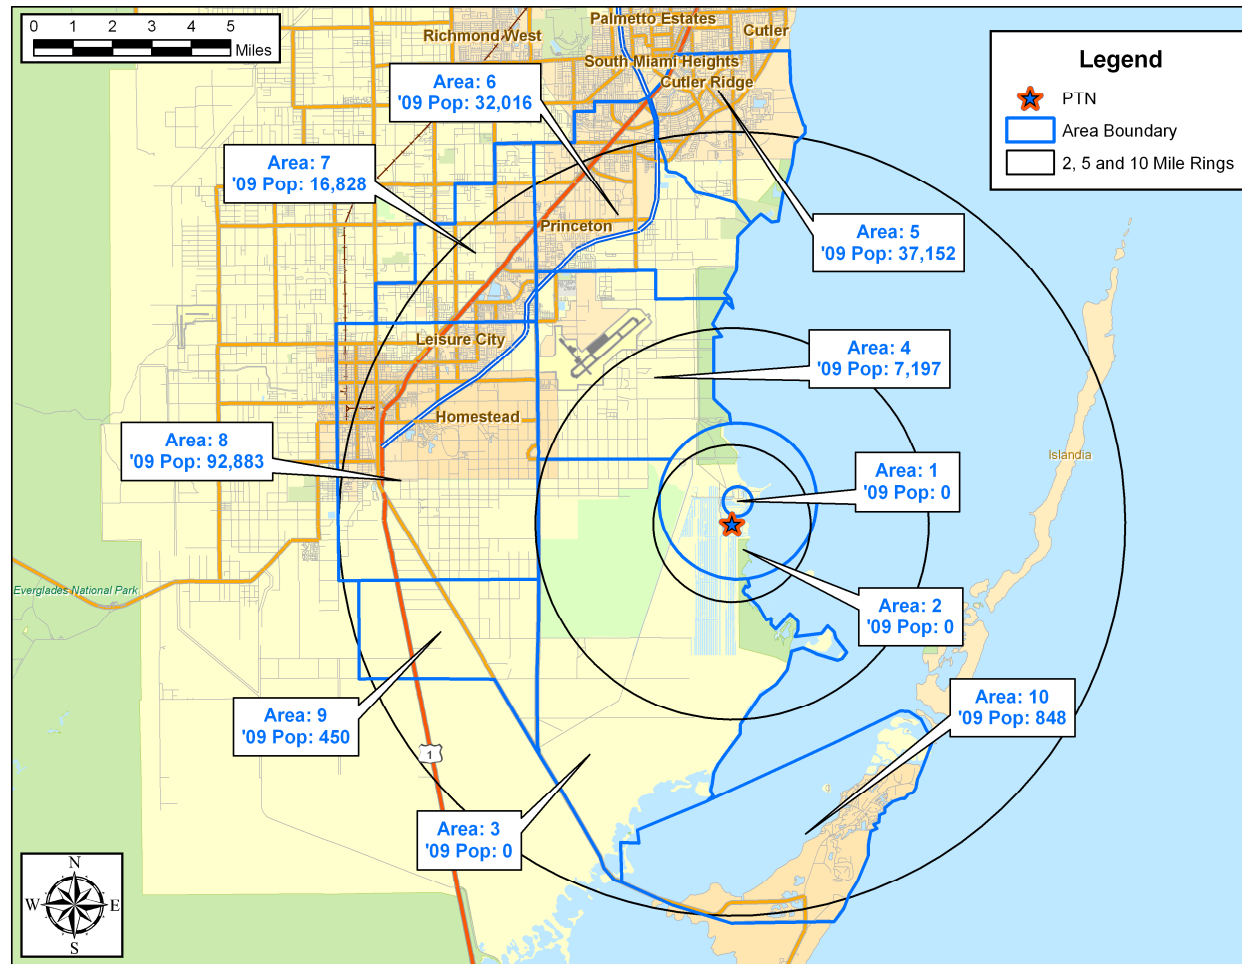 0 1 2 3 4 5
Miles
Richmond West
Palmetto Estates
Cutler
South Miami Heights
Cutler Ridge
Legend
PTN
Area Boundary
2, 5 and 10 Mile Rings
Area: 6
'09 Pop: 32,016
Area: 7
'09 Pop: 16,828
Princeton
Area: 5
'09 Pop: 37,152
Leisure City
Area: 4
'09 Pop: 7,197
Homestead
Area: 8
'09 Pop: 92,883
Islandia
Area: 1
'09 Pop: 0
Everglades National Park
Area: 2
'09 Pop: 0
Area: 9
'09 Pop: 450
Area: 10
'09 Pop: 848
1
Area: 3
'09 Pop: 0
N
W E
S